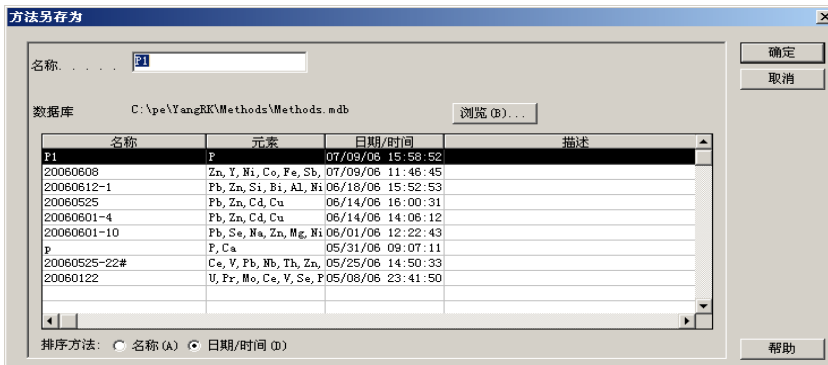 方法另存为
名称. . . . . P1
确定
取消
数据库 C:\pe\YangRK\Methods\Methods.mdb 浏览(B)...
名称 元素 日期/时间 描述
P1 P 07/09/06 15:58:52
20060608 Zn, Y, Ni, Co, Fe, Sb, 07/09/06 11:46:45
20060612-1 Pb, Zn, Si, Bi, Al, Ni 06/18/06 15:52:53
20060525 Pb, Zn, Cd, Cu 06/14/06 16:00:31
20060601-4 Pb, Zn, Cd, Cu 06/14/06 14:06:12
20060601-10 Pb, Se, Na, Zn, Mg, Ni 06/01/06 12:22:43
p P, Ca 05/31/06 09:07:11
20060525-22# Ce, V, Pb, Nb, Th, Zn, 05/25/06 14:50:33
20060122 U, Pr, Mo, Ce, V, Se, P 05/08/06 23:41:50
排序方法: 名称(A) 日期/时间(D)
帮助